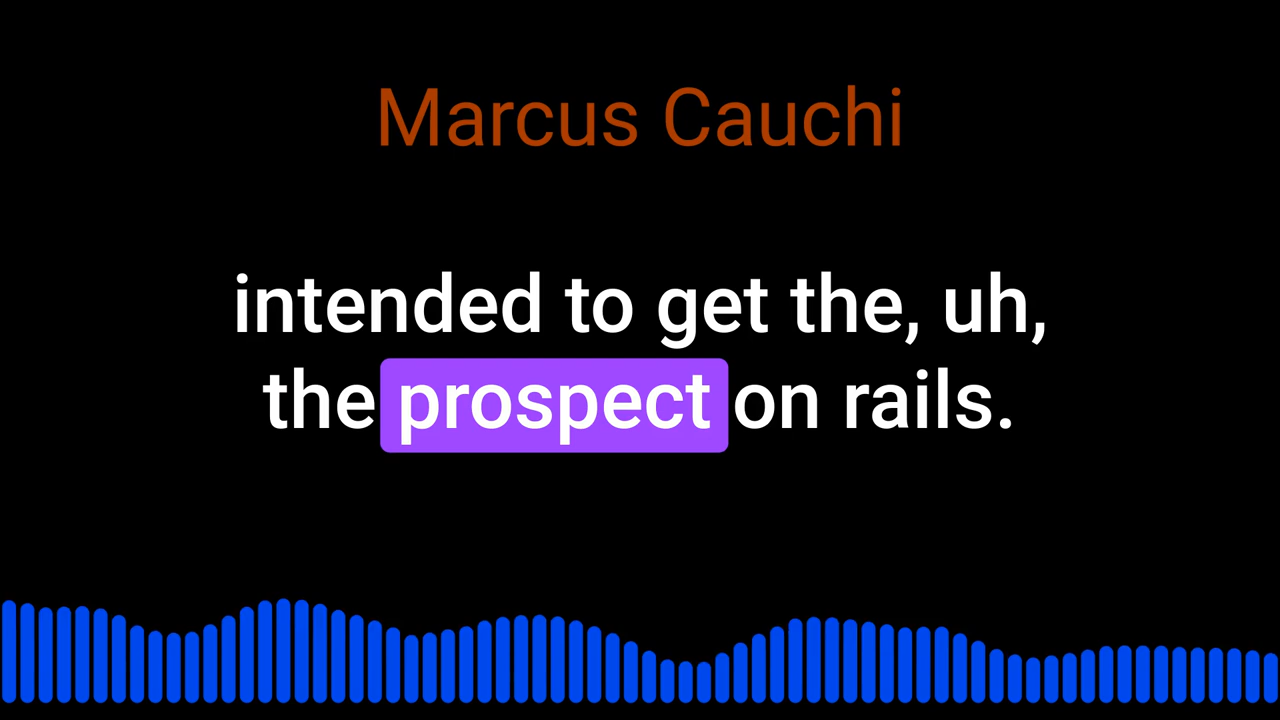 Marcus Cauchi
intended to get the, uh,
the prospect on rails.